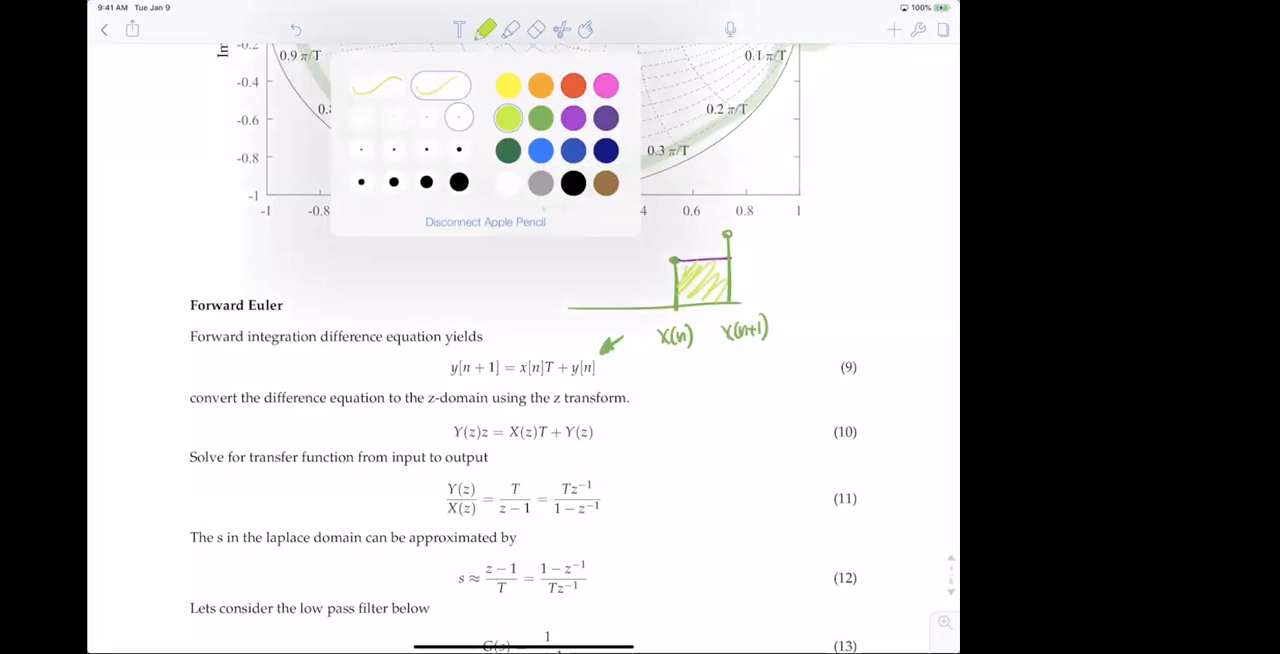 9:41 AM Tue Jan 9
100%
T
-0.2
0.9 π/T
0.1 π/T
-0.4
-0.6
0.2 π/T
-0.8
0.3 π/T
-1
-1
-0.8
0.6
0.8
1
Disconnect Apple Pencil
Forward Euler
x(n) x(n+1)
Forward integration difference equation yields
y[n + 1] = x[n]T + y[n] (9)
convert the difference equation to the z-domain using the z transform.
Y(z)z = X(z)T + Y(z) (10)
Solve for transfer function from input to output
Y(z)/X(z) = T/(z − 1) = Tz⁻¹/(1 − z⁻¹) (11)
The s in the laplace domain can be approximated by
s ≈ (z − 1)/T = (1 − z⁻¹)/Tz⁻¹ (12)
Lets consider the low pass filter below
1
(13)